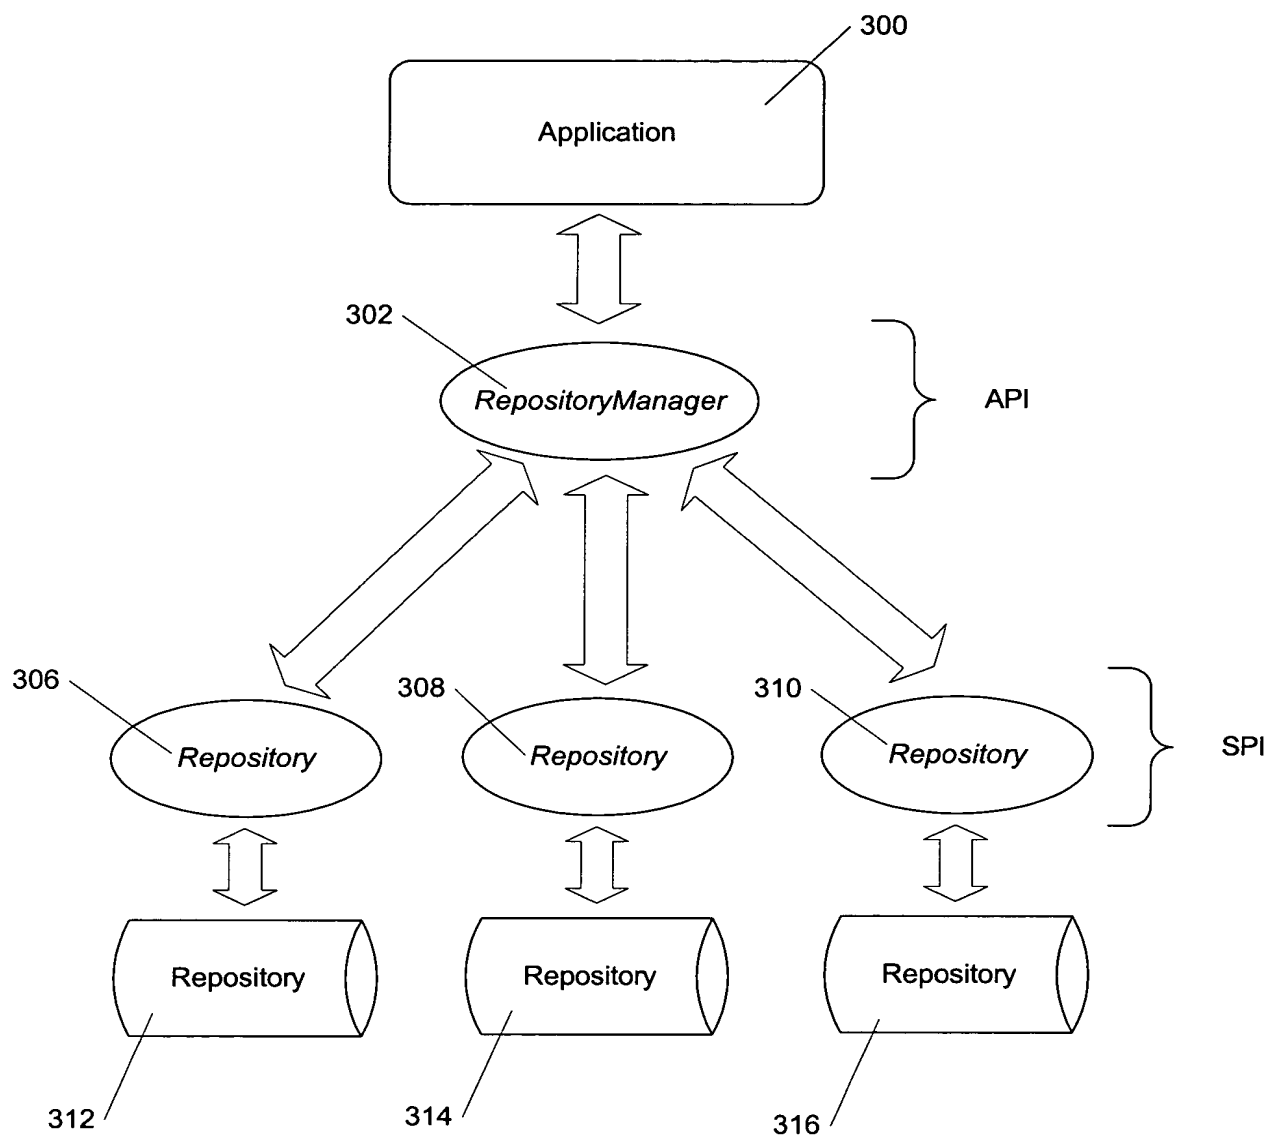 300
Application
302
RepositoryManager
API
306
308
310
Repository
Repository
Repository
SPI
Repository
Repository
Repository
312
314
316